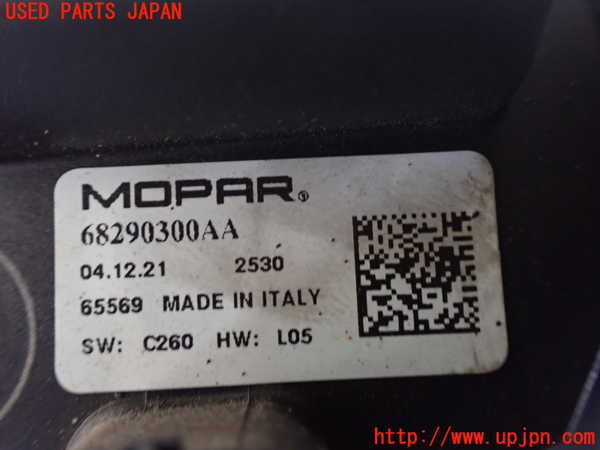 USED PARTS JAPAN
MOPAR®
68290300AA
04.12.21 2530
65569 MADE IN ITALY
SW: C260 HW: L05
http://www.upjpn.com/